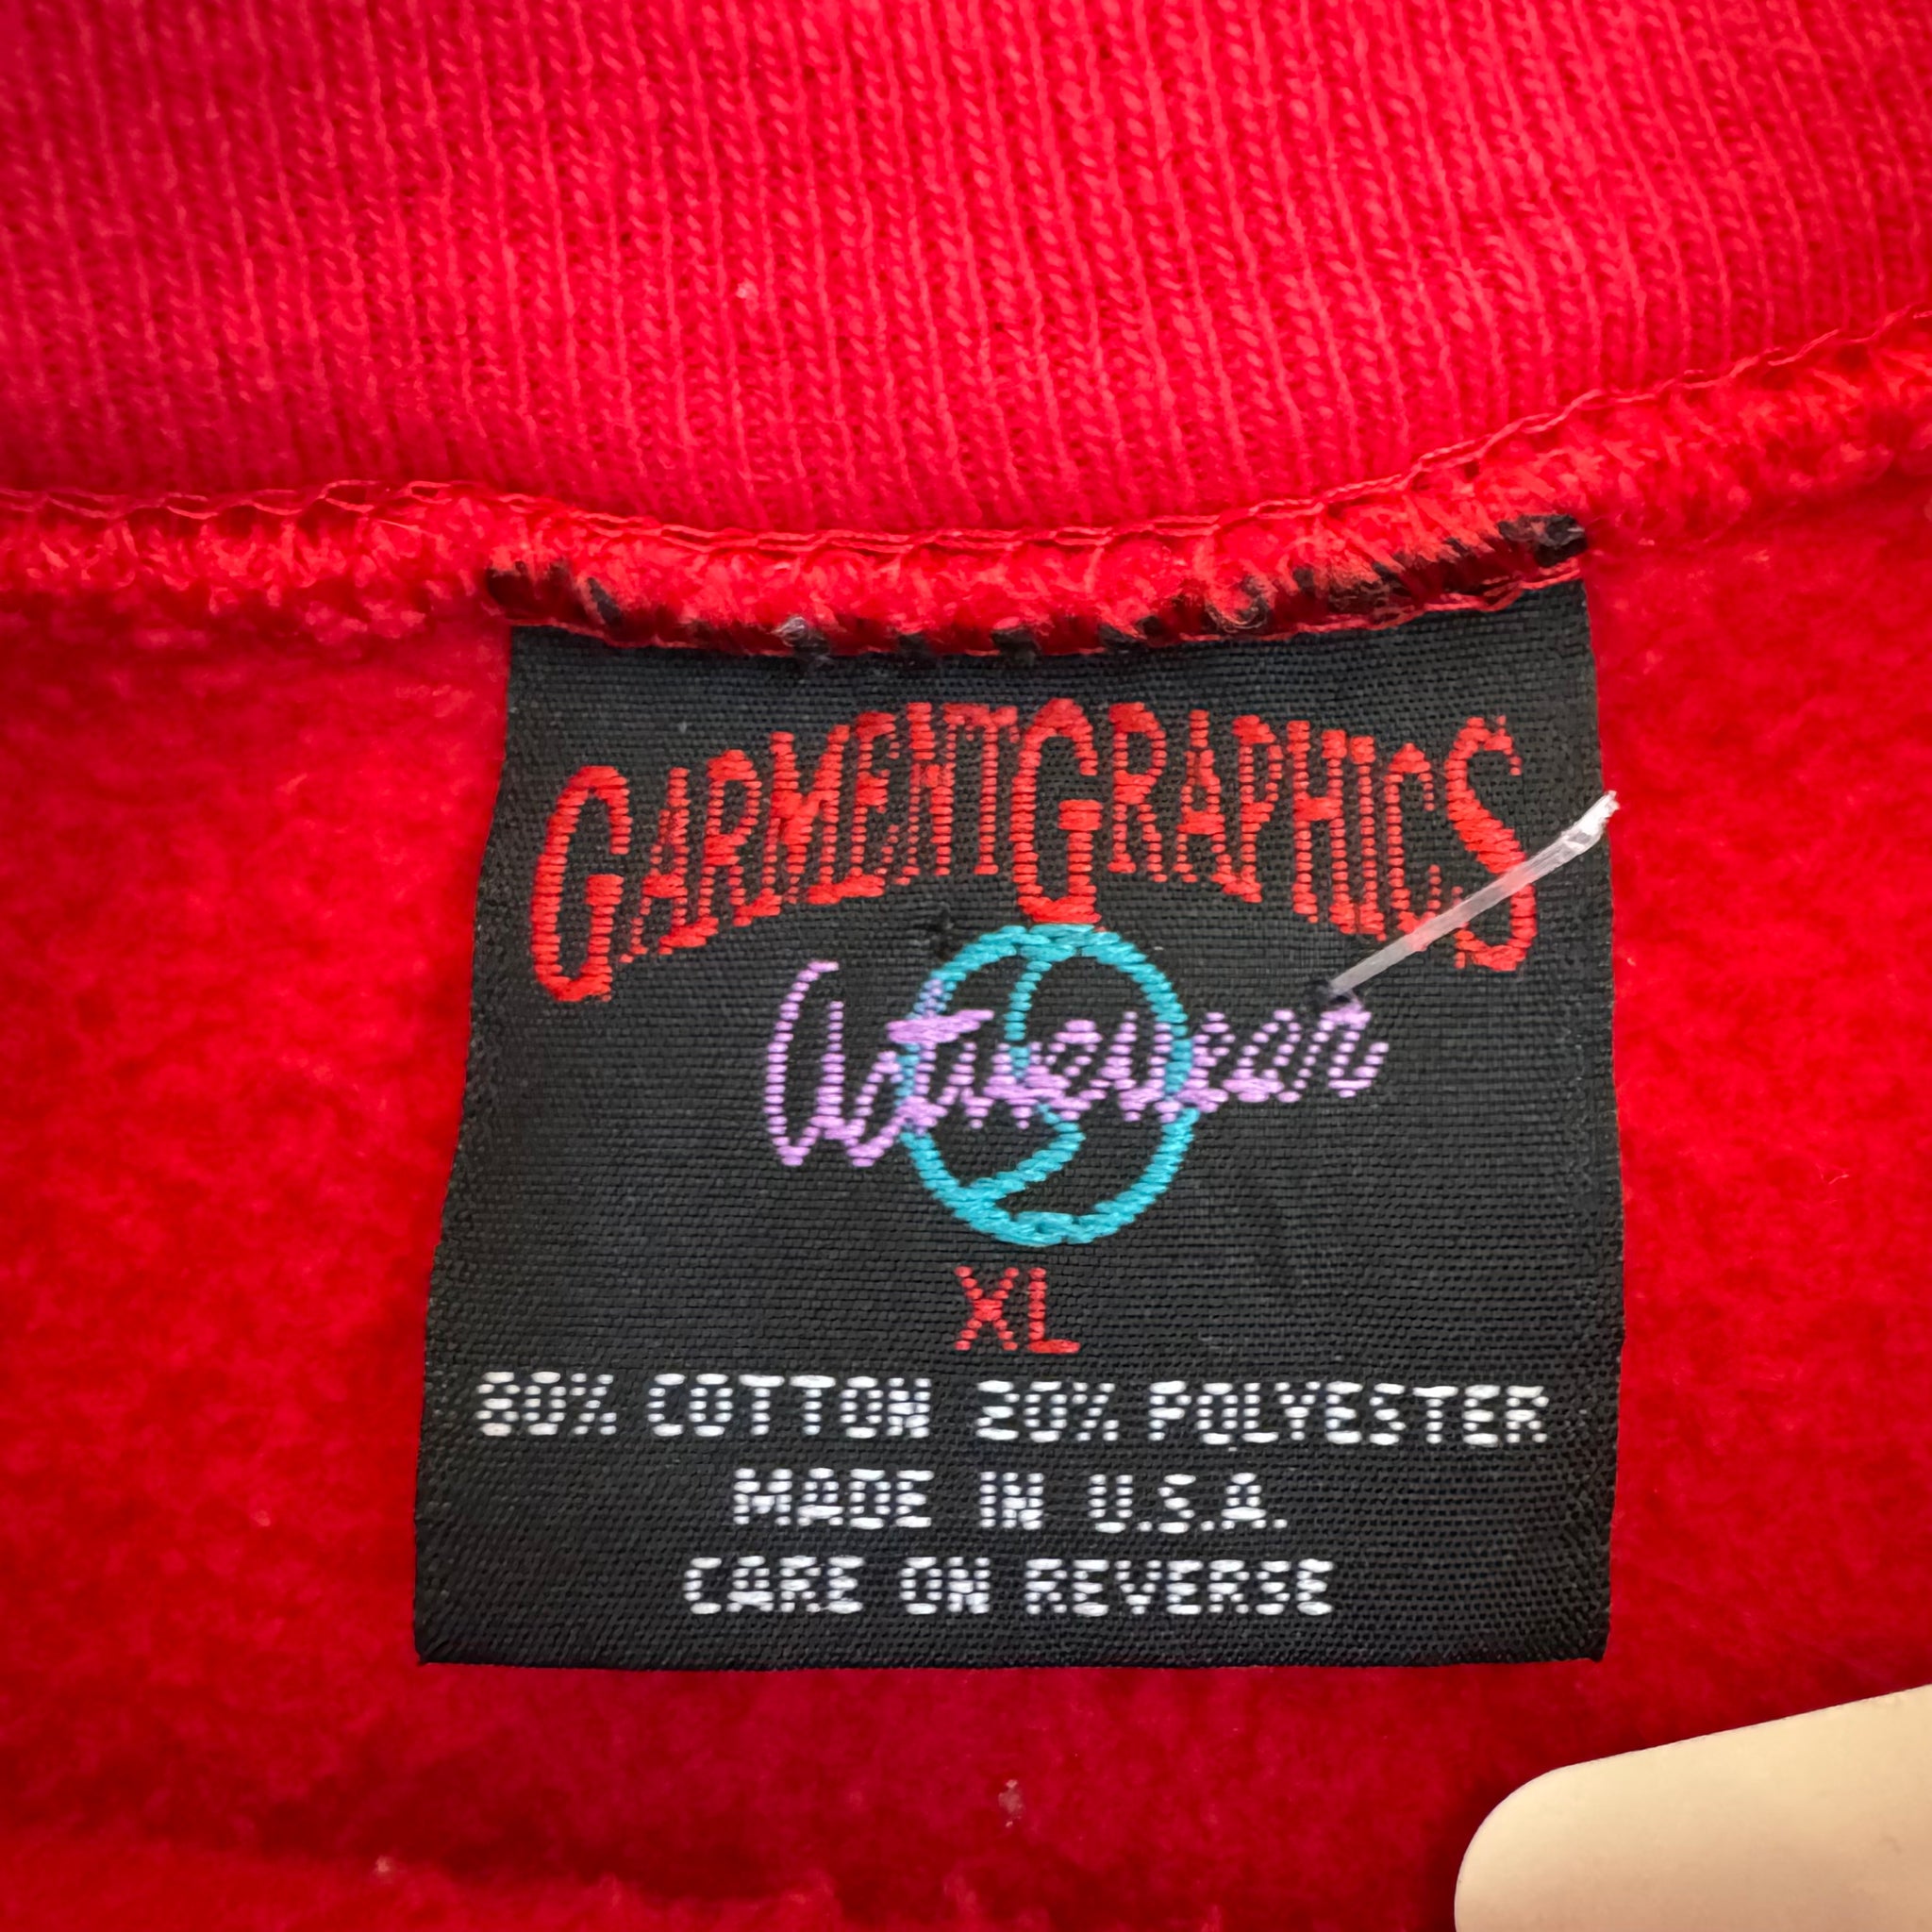 GARMENTGRAPHICS
Activewear
XL
80% COTTON 20% POLYESTER
MADE IN U.S.A.
CARE ON REVERSE